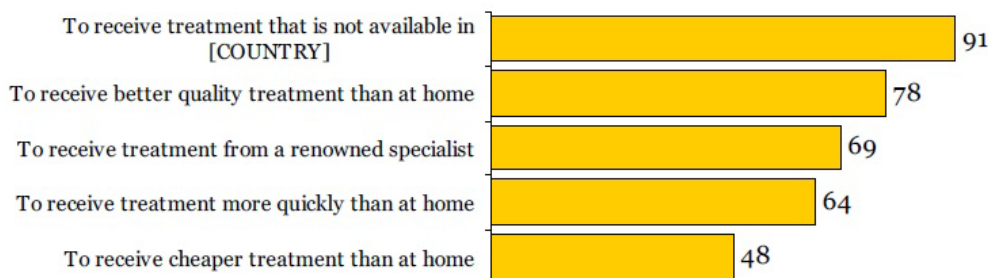 To receive treatment that is not available in
[COUNTRY]
91
To receive better quality treatment than at home
78
To receive treatment from a renowned specialist
69
To receive treatment more quickly than at home
64
To receive cheaper treatment than at home
48